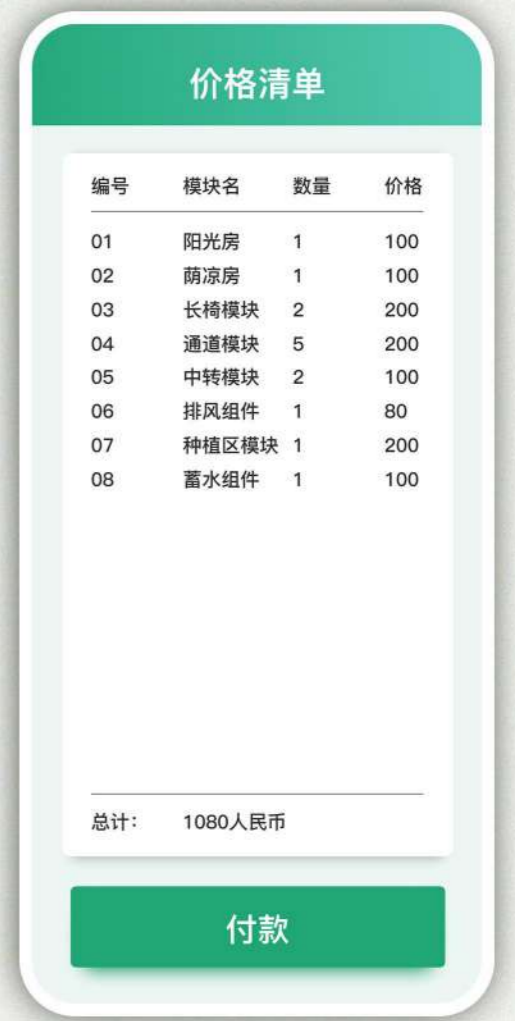 价格清单
编号 模块名 数量 价格
01 阳光房 1 100
02 荫凉房 1 100
03 长椅模块 2 200
04 通道模块 5 200
05 中转模块 2 100
06 排风组件 1 80
07 种植区模块 1 200
08 蓄水组件 1 100
总计: 1080人民币
付款